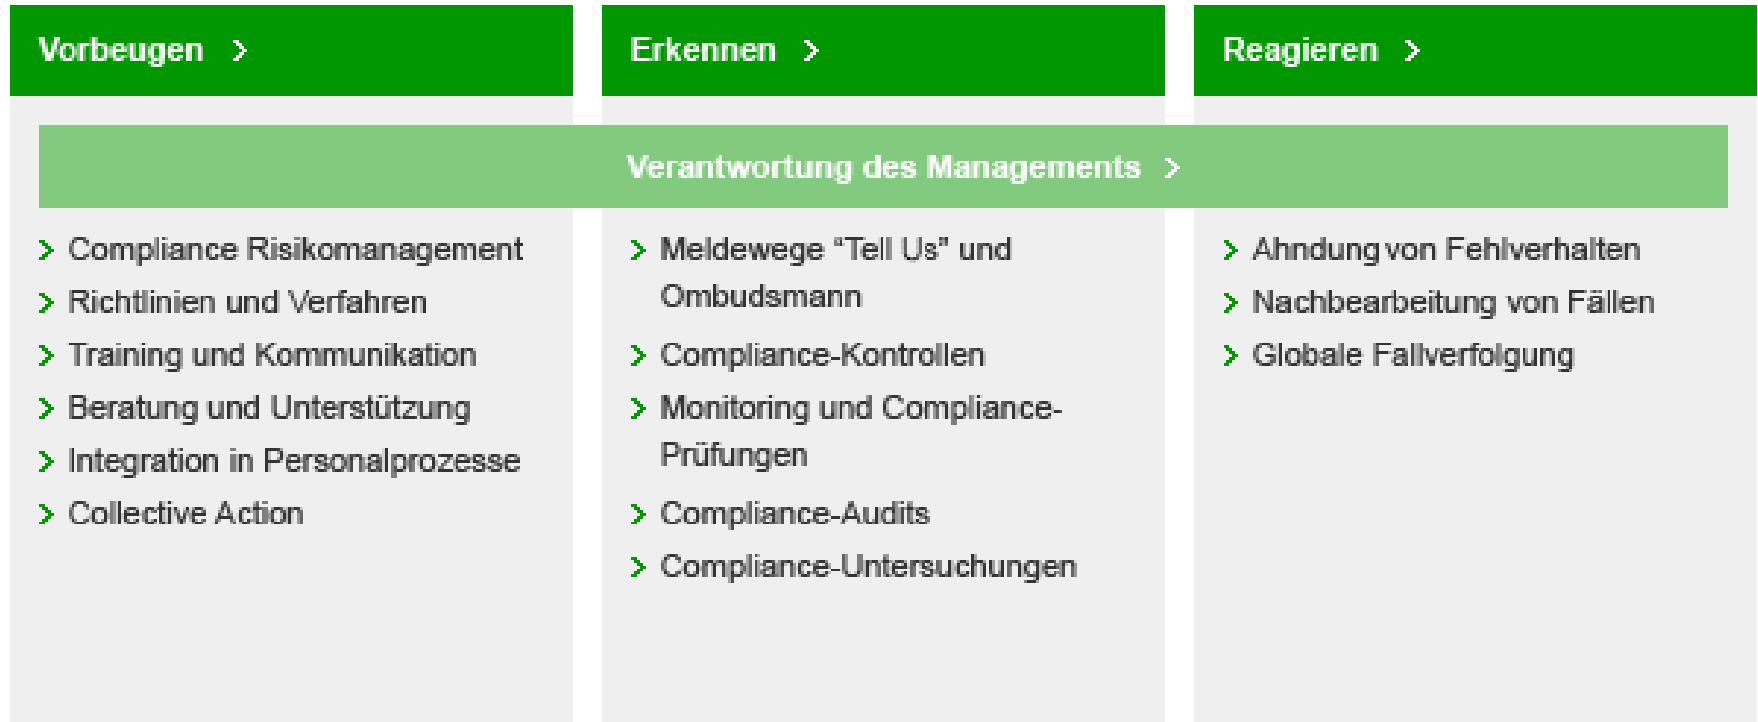 Vorbeugen
Erkennen
Reagieren
Verantwortung des Managements
Compliance Risikomanagement
Richtlinien und Verfahren
Training und Kommunikation
Beratung und Unterstützung
Integration in Personalprozesse
Collective Action
Meldewege “Tell Us” und
Ombudsmann
Compliance-Kontrollen
Monitoring und Compliance-
Prüfungen
Compliance-Audits
Compliance-Untersuchungen
Ahndung von Fehlverhalten
Nachbearbeitung von Fällen
Globale Fallverfolgung